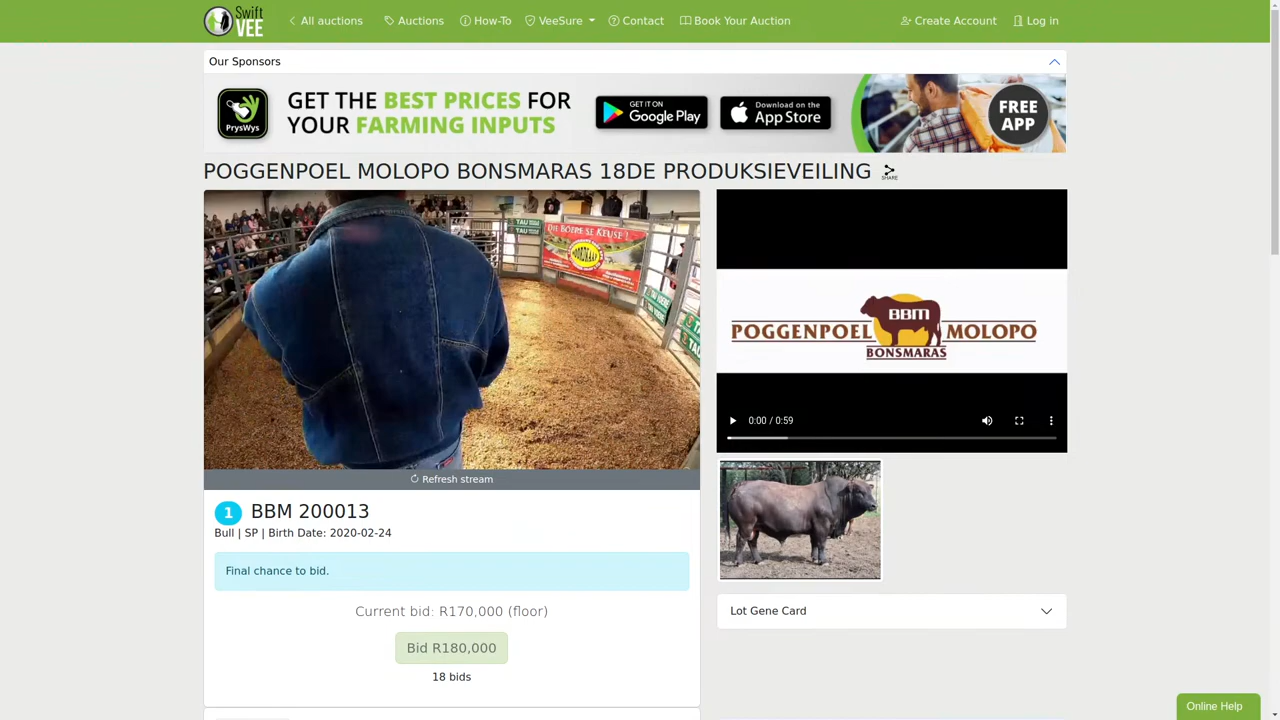 Swift
VEE
All auctions
Auctions
How-To
VeeSure
Contact
Book Your Auction
Create Account
Log in
Our Sponsors
PrysWys
GET THE BEST PRICES FOR
YOUR FARMING INPUTS
GET IT ON
Google Play
Download on the
App Store
FREE
APP
POGGENPOEL MOLOPO BONSMARAS 18DE PRODUKSIEVEILING
SHARE
DIE BOERE SE KEUSE!
TAU
TAU
BBM
POGGENPOEL MOLOPO
BONSMARAS
0:00 / 0:59
Refresh stream
1 BBM 200013
Bull | SP | Birth Date: 2020-02-24
Final chance to bid.
Current bid: R170,000 (floor)
Bid R180,000
18 bids
Lot Gene Card
Online Help